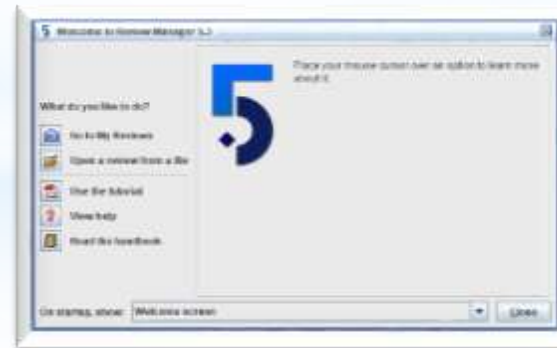 5 Welcome to Review Manager 5.3
Place your mouse cursor over an option to learn more
about it.
What do you like to do?
Go to My Reviews
Open a review from a file
Use the tutorial
View help
Read the handbook
On startup, show: Welcome screen
Close